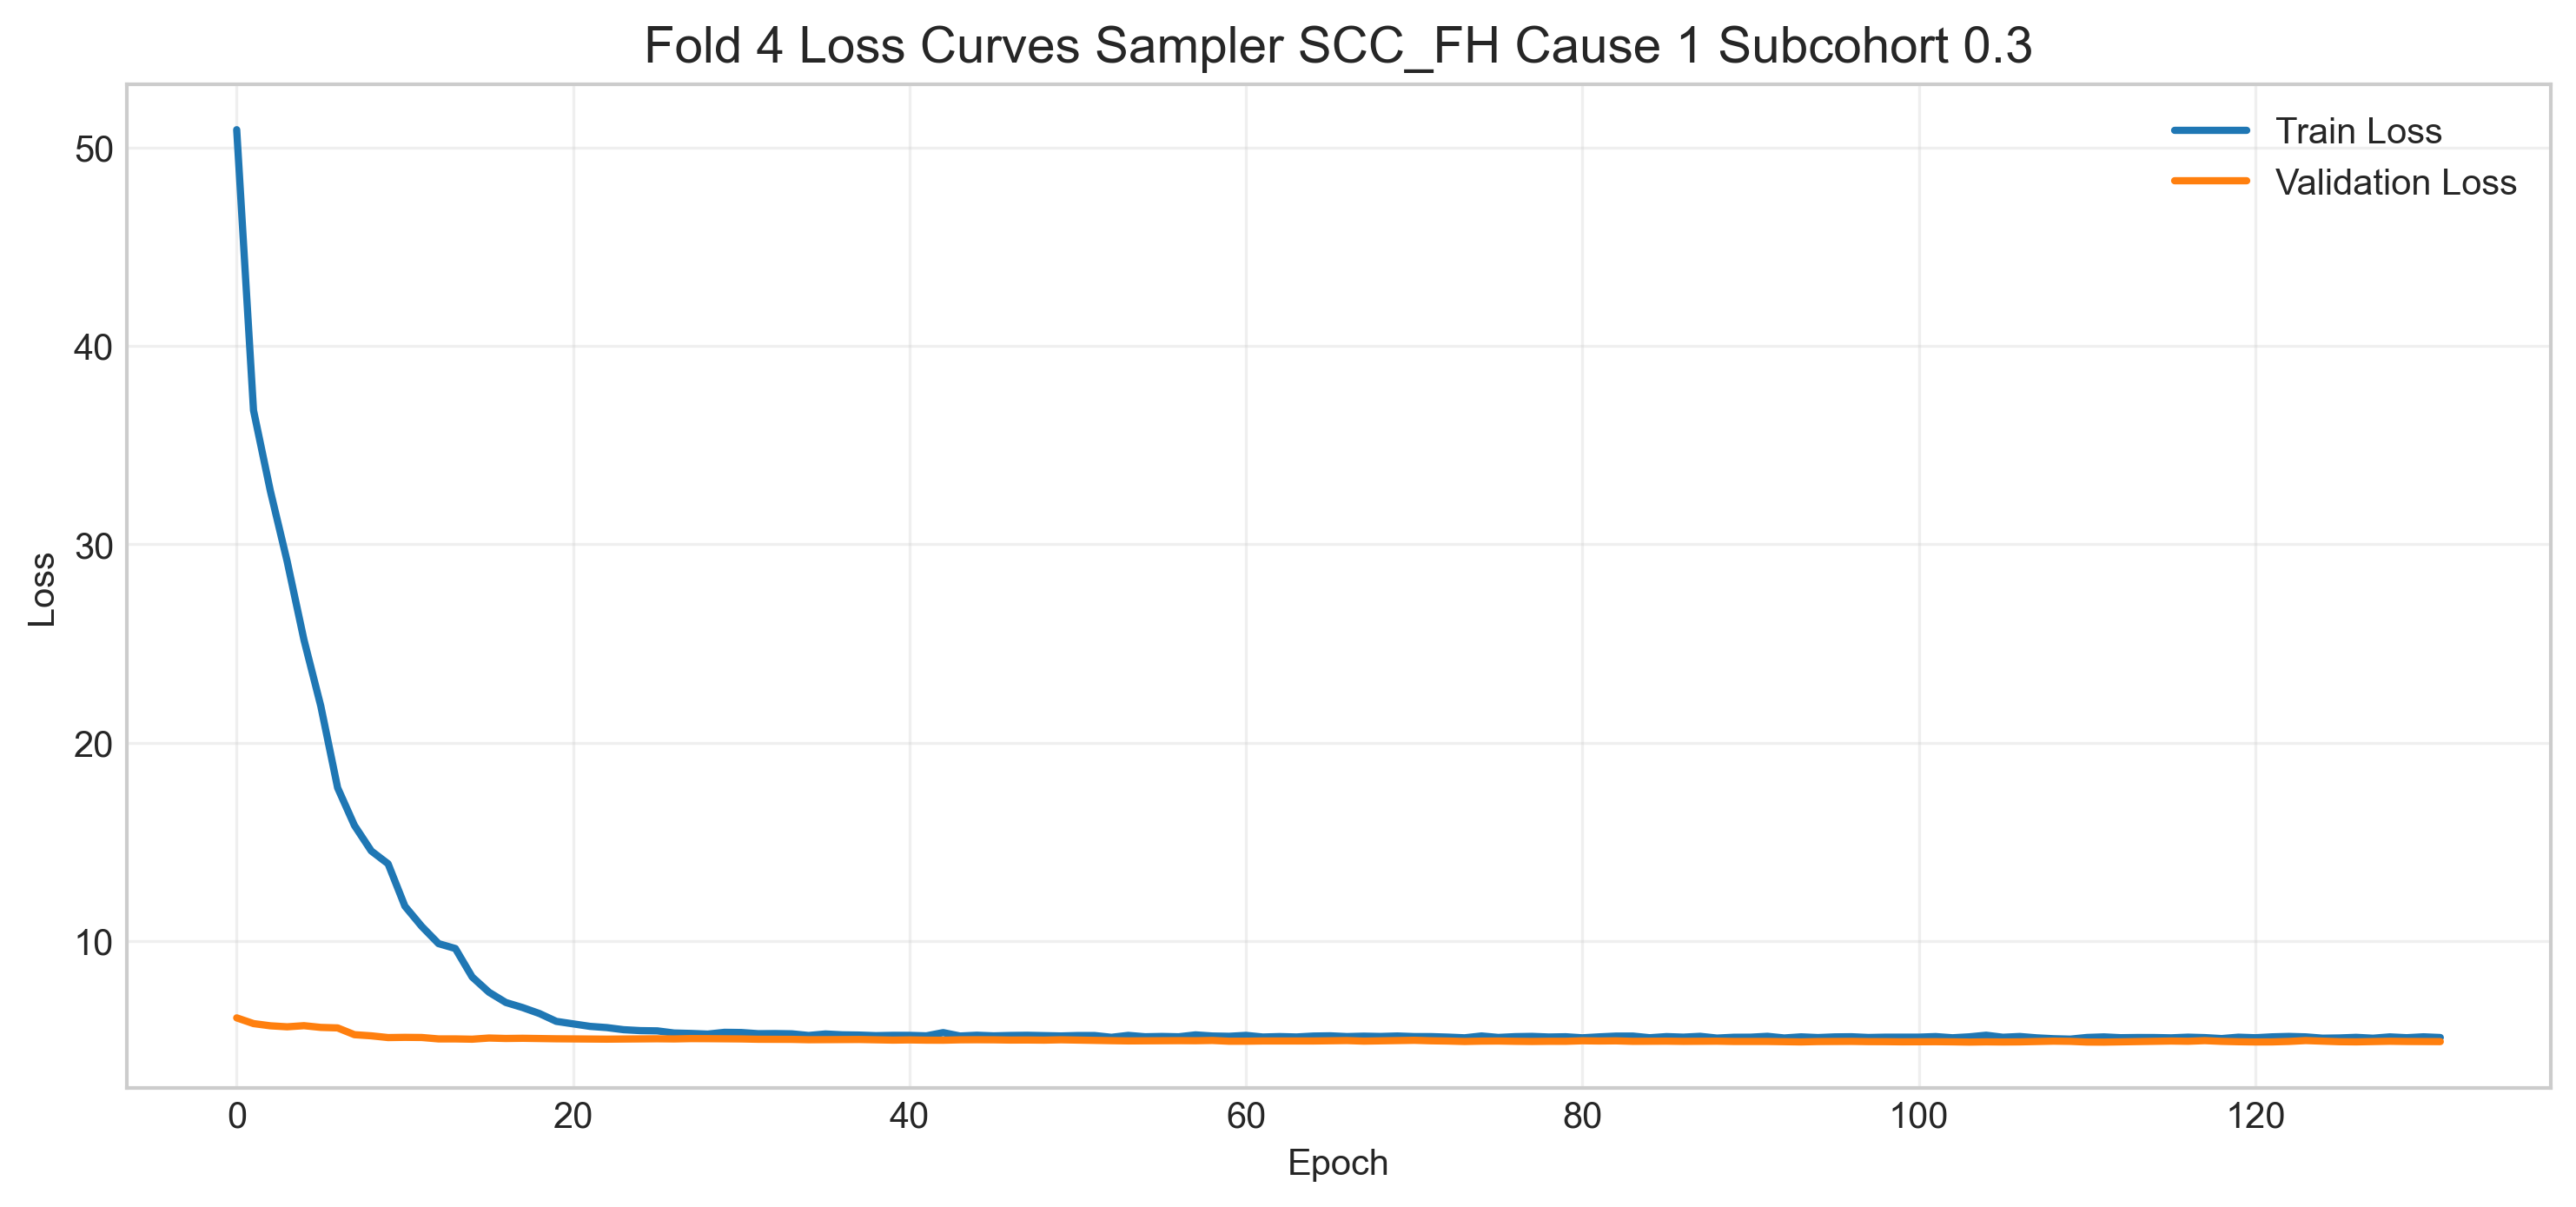 Fold 4 Loss Curves Sampler SCC_FH Cause 1 Subcohort 0.3
Train Loss
Validation Loss
Loss
50
40
30
20
10
0 20 40 60 80 100 120
Epoch